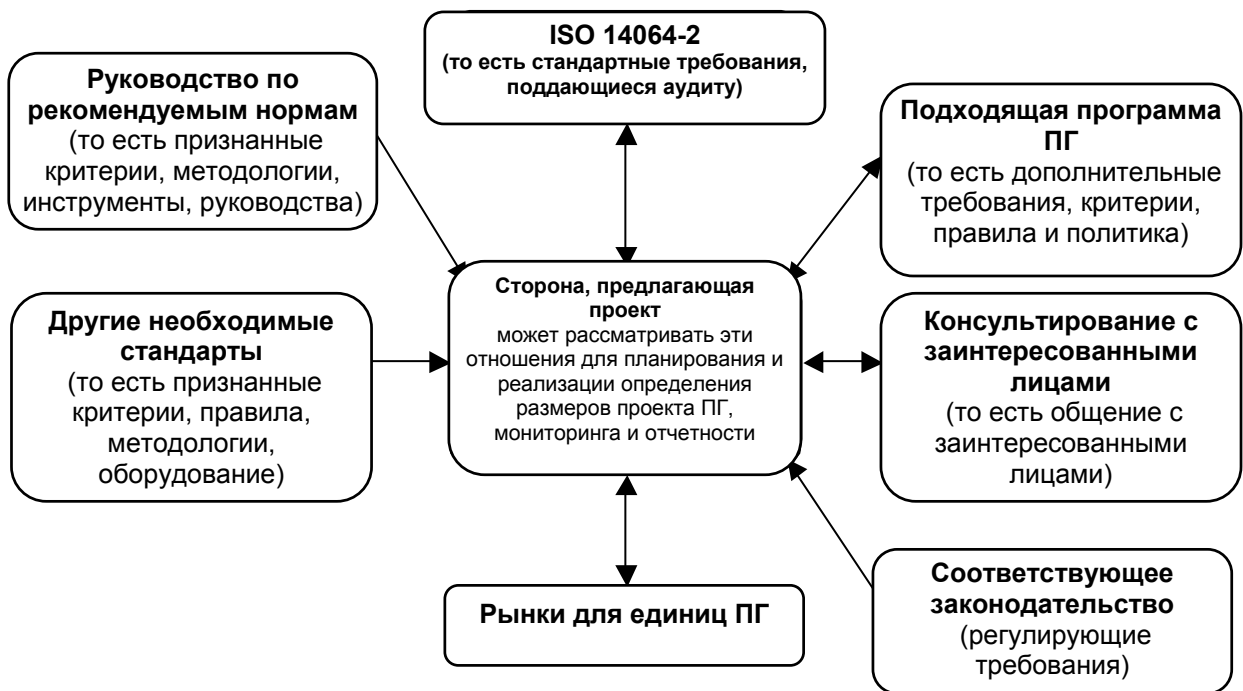 ISO 14064-2
(то есть стандартные требования,
поддающиеся аудиту)
Руководство по
рекомендуемым нормам
(то есть признанные
критерии, методологии,
инструменты, руководства)
Подходящая программа
ПГ
(то есть дополнительные
требования, критерии,
правила и политика)
Сторона, предлагающая
проект
может рассматривать эти
отношения для планирования и
реализации определения
размеров проекта ПГ,
мониторинга и отчетности
Другие необходимые
стандарты
(то есть признанные
критерии, правила,
методологии,
оборудование)
Консультирование с
заинтересованными
лицами
(то есть общение с
заинтересованными
лицами)
Рынки для единиц ПГ
Соответствующее
законодательство
(регулирующие
требования)